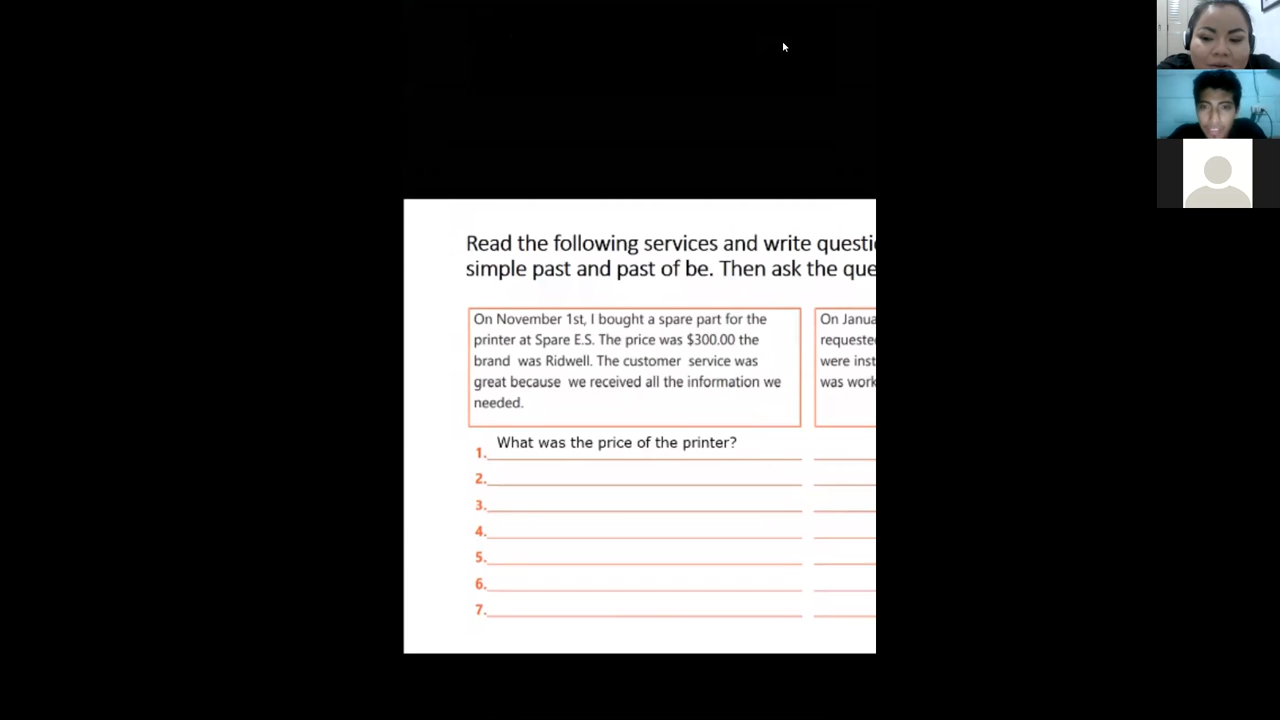 Read the following services and write questi
simple past and past of be. Then ask the que
On November 1st, I bought a spare part for the
printer at Spare E.S. The price was $300.00 the
brand was Ridwell. The customer service was
great because we received all the information we
needed.
On Janua
requeste
were inst
was work
What was the price of the printer?
1.
2.
3.
4.
5.
6.
7.